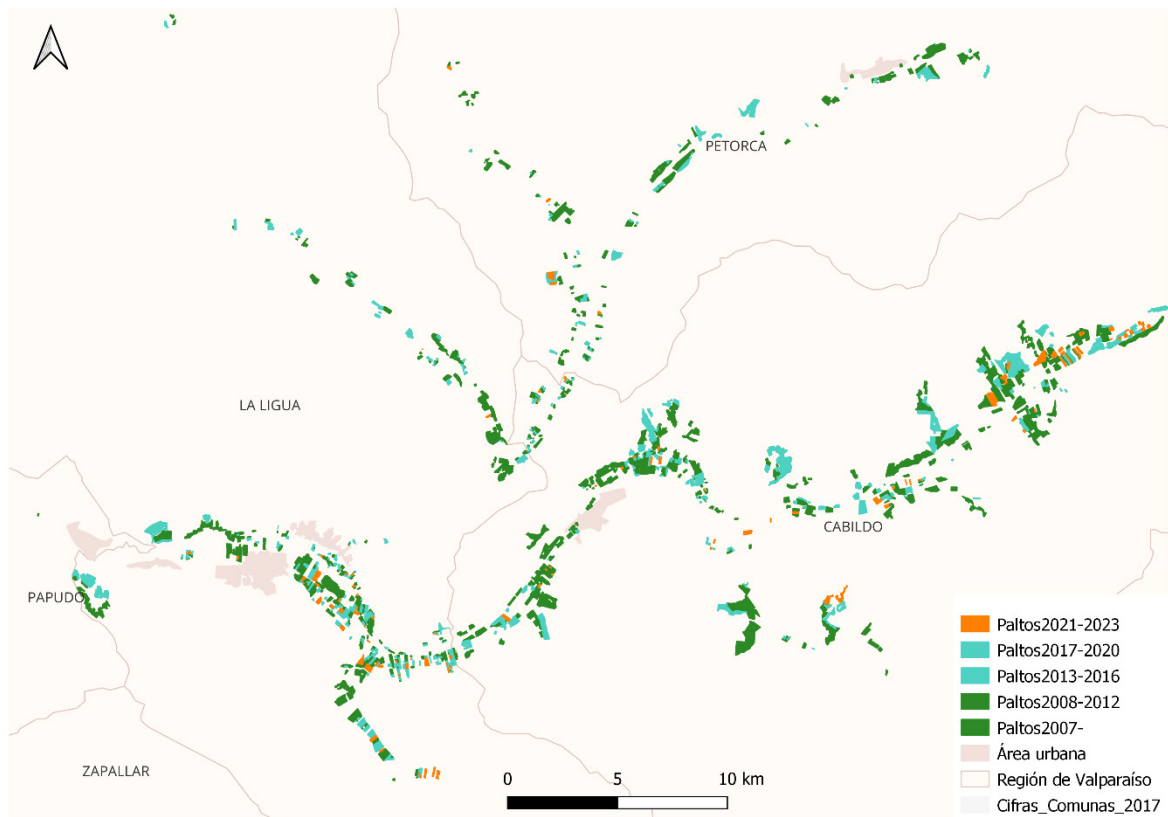 PETORCA
LA LIGUA
CABILDO
PAPUDO
ZAPALLAR
0 5 10 km
Paltos2021-2023
Paltos2017-2020
Paltos2013-2016
Paltos2008-2012
Paltos2007-
Área urbana
Región de Valparaíso
Cifras_Comunas_2017